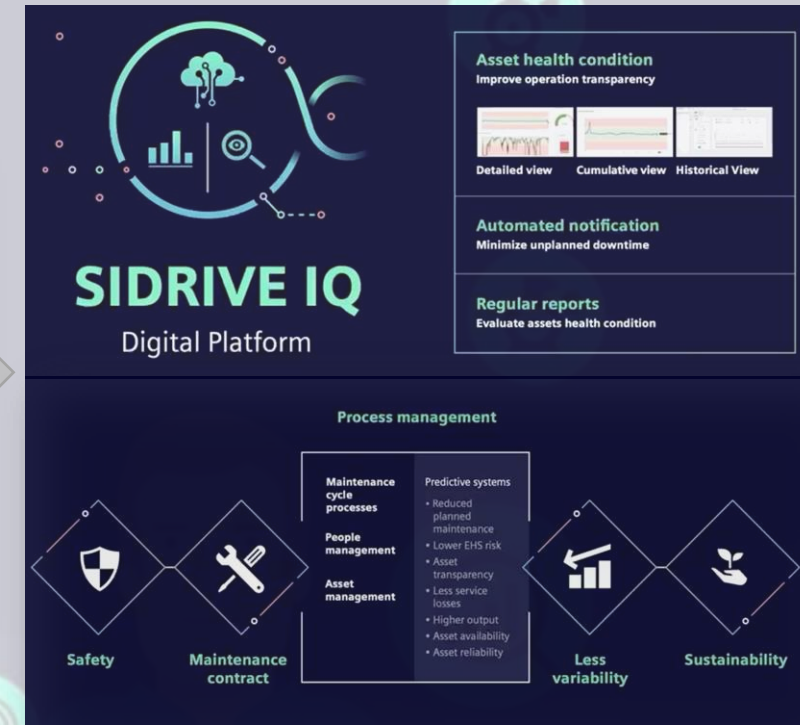 SIDRIVE IQ
Digital Platform
Asset health condition
Improve operation transparency
Detailed view
Cumulative view
Historical View
Automated notification
Minimize unplanned downtime
Regular reports
Evaluate assets health condition
Process management
Safety
Maintenance
contract
Maintenance
cycle
processes
People
management
Asset
management
Predictive systems
• Reduced
planned
maintenance
• Lower EHS risk
• Asset
transparency
• Less service
losses
• Higher output
• Asset availability
• Asset reliability
Less
variability
Sustainability